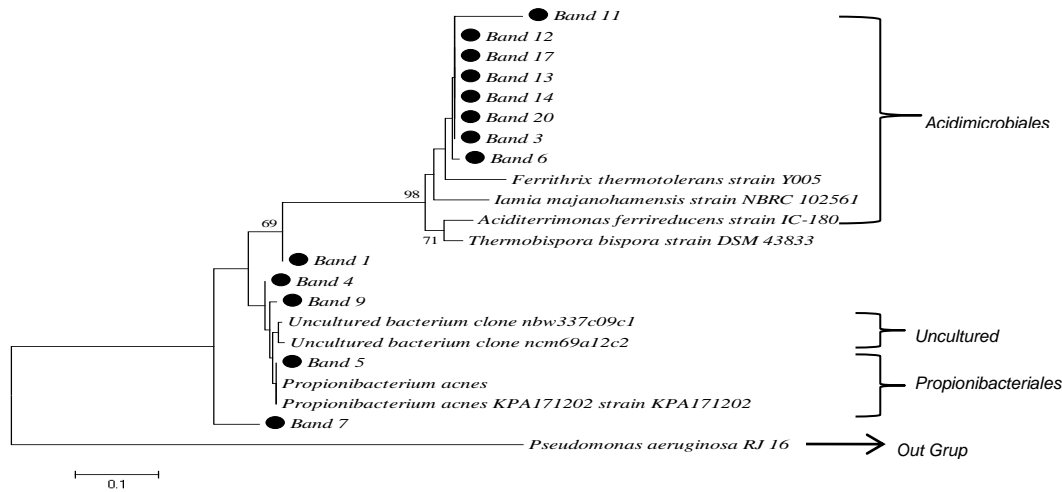 Band 11
Band 12
Band 17
Band 13
Band 14
Band 20
Band 3
Band 6
Ferrithrix thermotolerans strain Y005
Iamia majanohamensis strain NBRC 102561
Aciditerrimonas ferrireducens strain IC-180
Thermobispora bispora strain DSM 43833
Band 1
Band 4
Band 9
Uncultured bacterium clone nbw337c09c1
Uncultured bacterium clone ncm69a12c2
Band 5
Propionibacterium acnes
Propionibacterium acnes KPA171202 strain KPA171202
Band 7
Pseudomonas aeruginosa RJ 16
98
69
71
0.1
Acidimicrobiales
Uncultured
Propionibacteriales
Out Grup